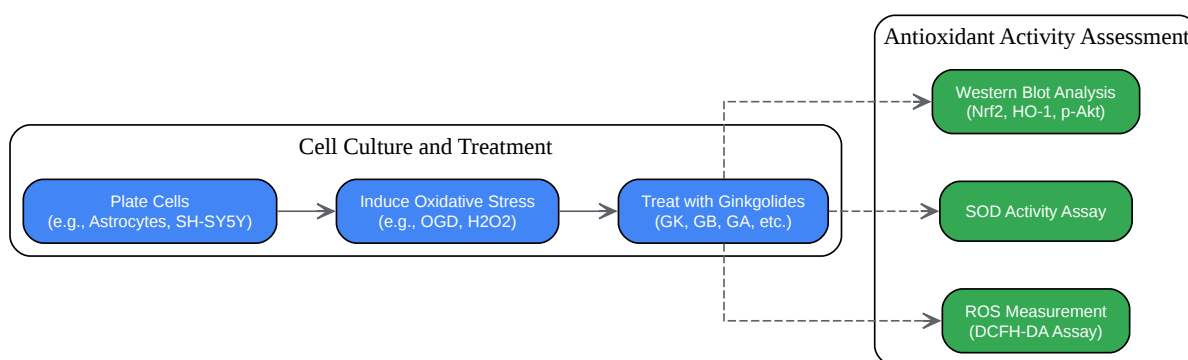 Antioxidant Activity Assessment
Western Blot Analysis
(Nrf2, HO-1, p-Akt)
Cell Culture and Treatment
Plate Cells
(e.g., Astrocytes, SH-SY5Y)
Induce Oxidative Stress
(e.g., OGD, H2O2)
Treat with Ginkgolides
(GK, GB, GA, etc.)
SOD Activity Assay
ROS Measurement
(DCFH-DA Assay)